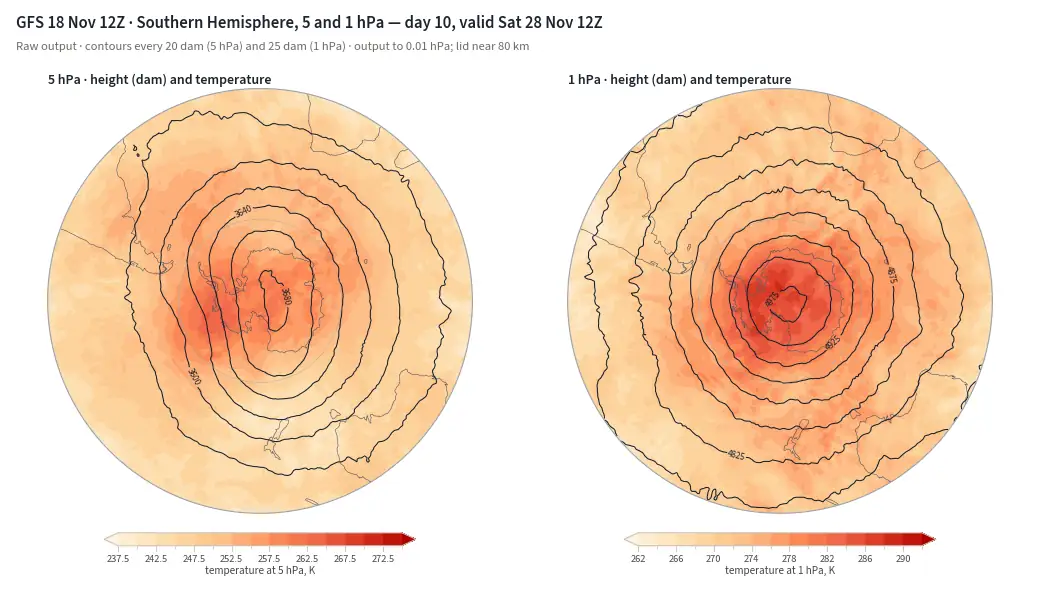 GFS 18 Nov 12Z · Southern Hemisphere, 5 and 1 hPa — day 10, valid Sat 28 Nov 12Z
Raw output · contours every 20 dam (5 hPa) and 25 dam (1 hPa) · output to 0.01 hPa; lid near 80 km
5 hPa · height (dam) and temperature
1 hPa · height (dam) and temperature
3640
3680
3600
4875
4975
4925
4825
237.5 242.5 247.5 252.5 257.5 262.5 267.5 272.5
temperature at 5 hPa, K
262 266 270 274 278 282 286 290
temperature at 1 hPa, K